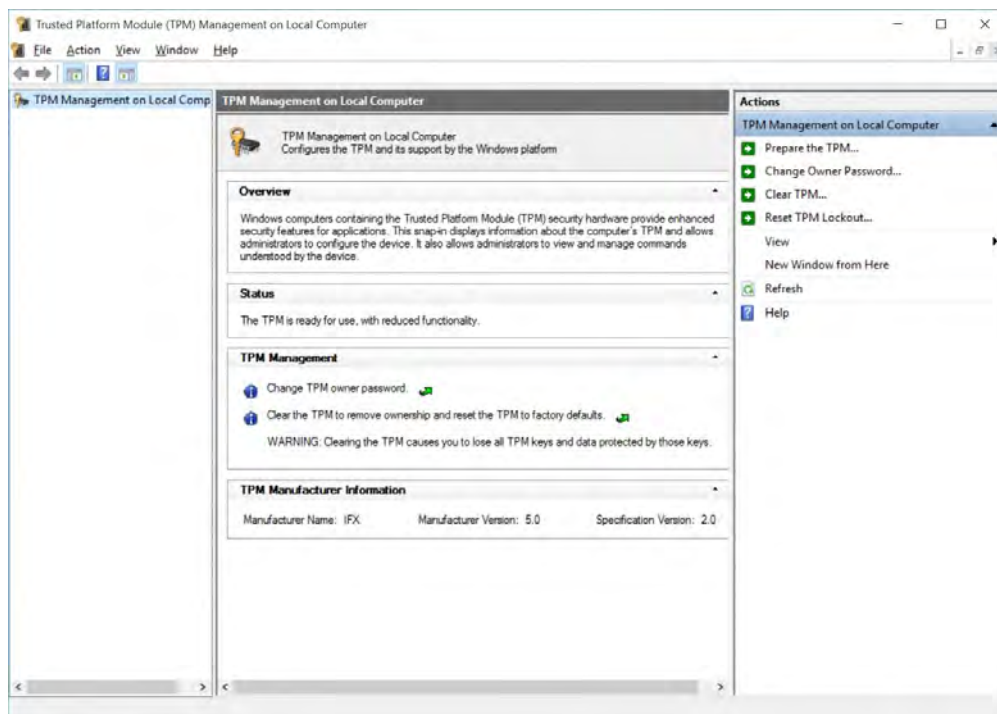 Trusted Platform Module (TPM) Management on Local Computer
File Action View Window Help
TPM Management on Local Comp
TPM Management on Local Computer
TPM Management on Local Computer
Configures the TPM and its support by the Windows platform
Overview
Windows computers containing the Trusted Platform Module (TPM) security hardware provide enhanced
security features for applications. This snap-in displays information about the computer's TPM and allows
administrators to configure the device. It also allows administrators to view and manage commands
understood by the device.
Status
The TPM is ready for use, with reduced functionality.
TPM Management
Change TPM owner password.
Clear the TPM to remove ownership and reset the TPM to factory defaults.
WARNING: Clearing the TPM causes you to lose all TPM keys and data protected by those keys.
TPM Manufacturer Information
Manufacturer Name: IFX Manufacturer Version: 5.0 Specification Version: 2.0
Actions
TPM Management on Local Computer
Prepare the TPM...
Change Owner Password...
Clear TPM...
Reset TPM Lockout...
View
New Window from Here
Refresh
Help